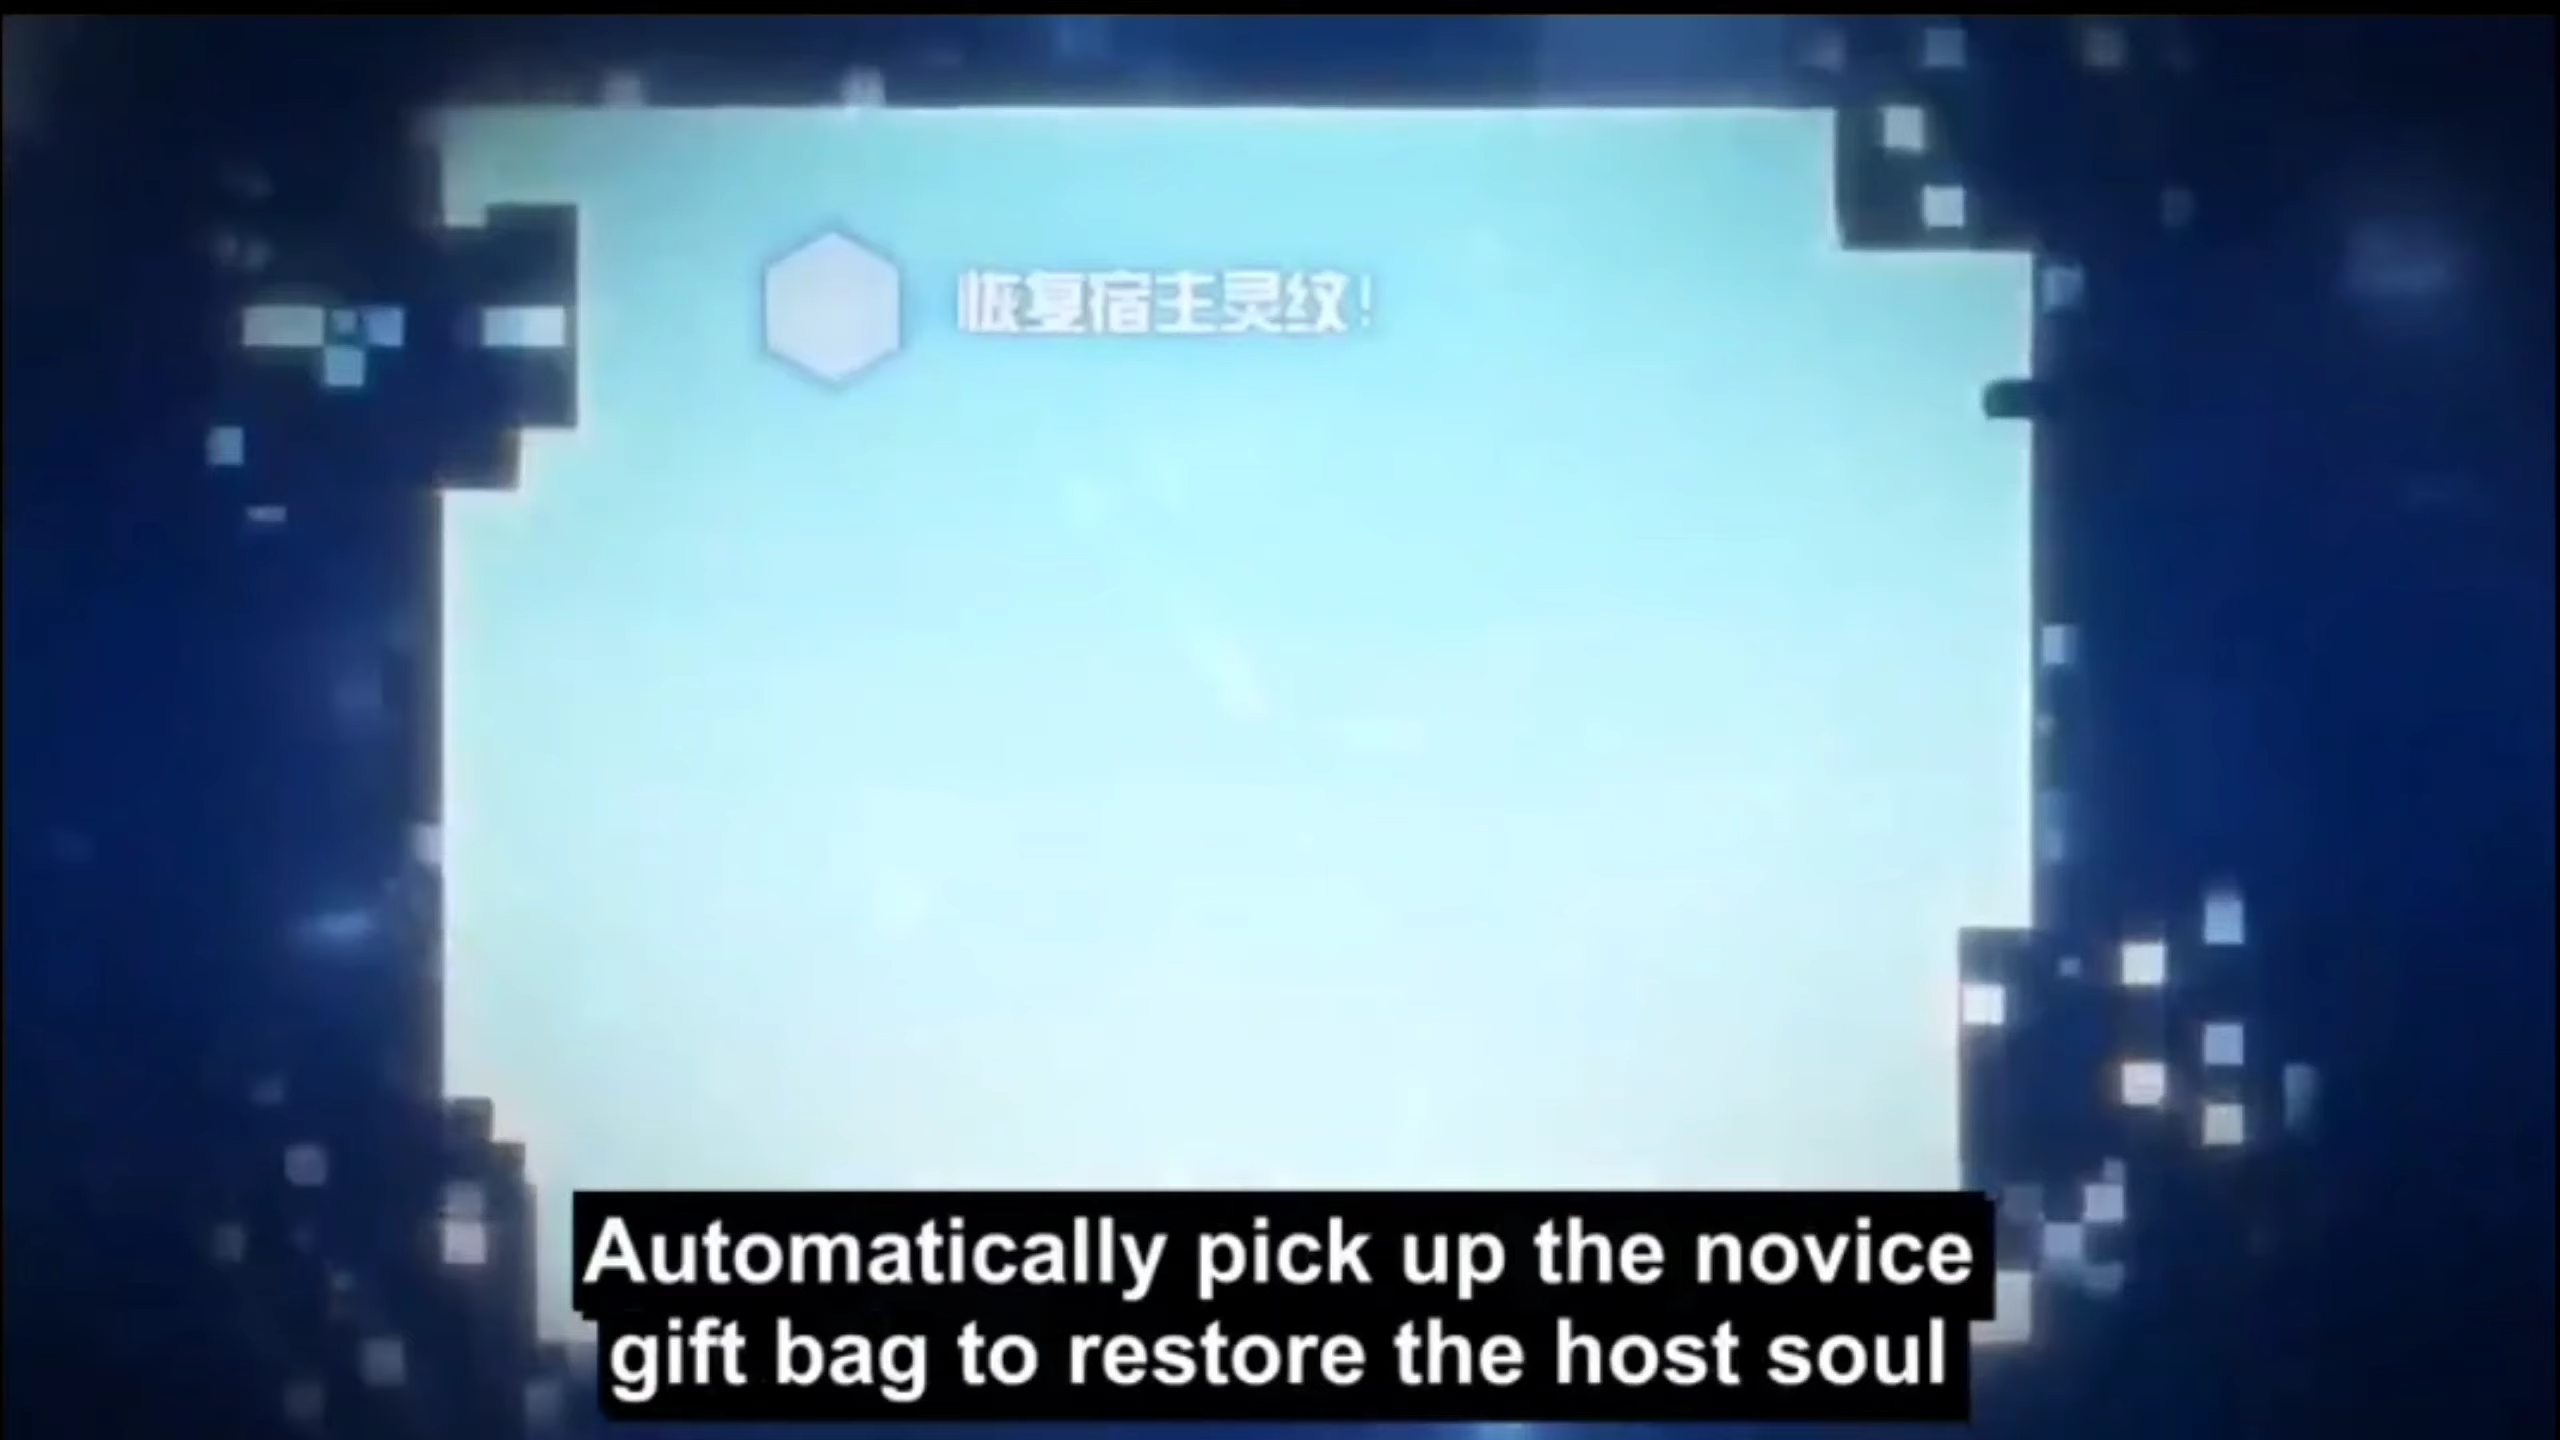 恢复宿主灵纹！
Automatically pick up the novice
gift bag to restore the host soul